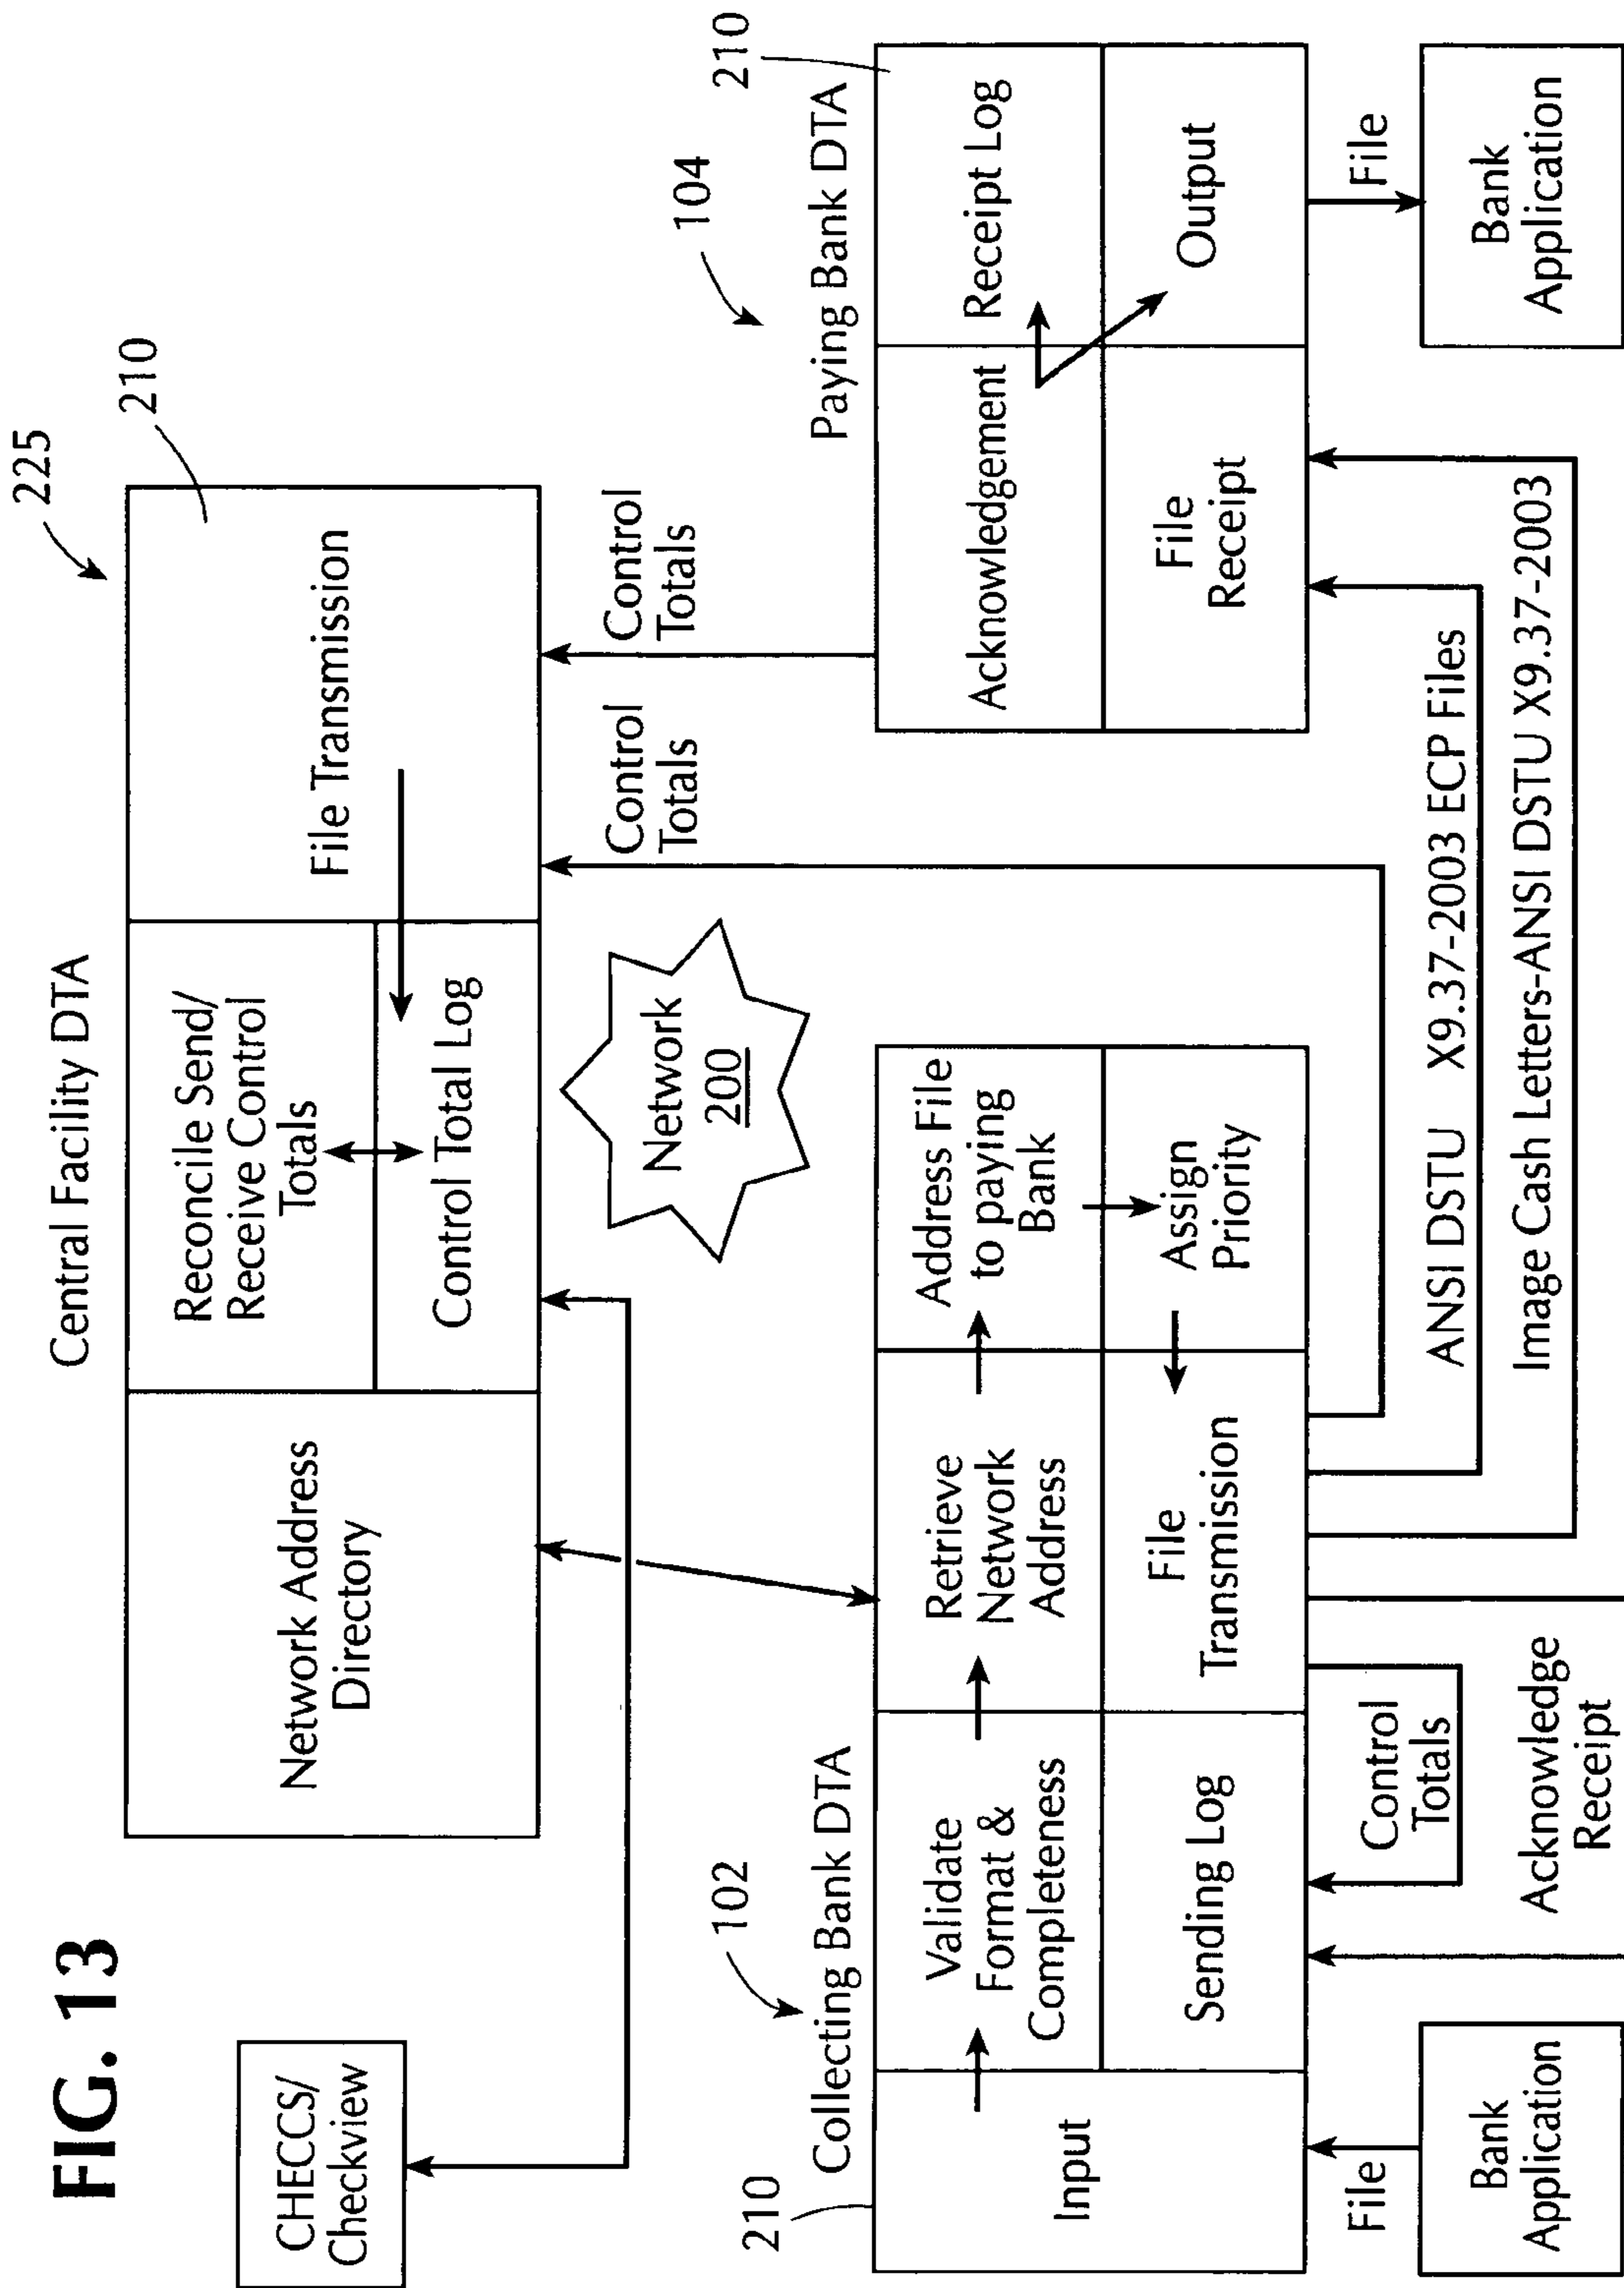 FIG. 13
CHECCS/
Checkview
Central Facility DTA
225
210
Network Address
Directory
Reconcile Send/
Receive Control
Totals
Control Total Log
File Transmission
Network
200
Control
Totals
Control
Totals
102
210
Collecting Bank DTA
Input
Validate
Format &
Completeness
Retrieve
Network
Address
Address File
to paying
Bank
Sending Log
File
Transmission
Assign
Priority
104
Paying Bank DTA
210
Acknowledgement
Receipt Log
File
Receipt
Output
File
Bank
Application
Control
Totals
Acknowledge
Receipt
ANSI DSTU X9.37-2003 ECP Files
Image Cash Letters-ANSI DSTU X9.37-2003
File
Bank
Application